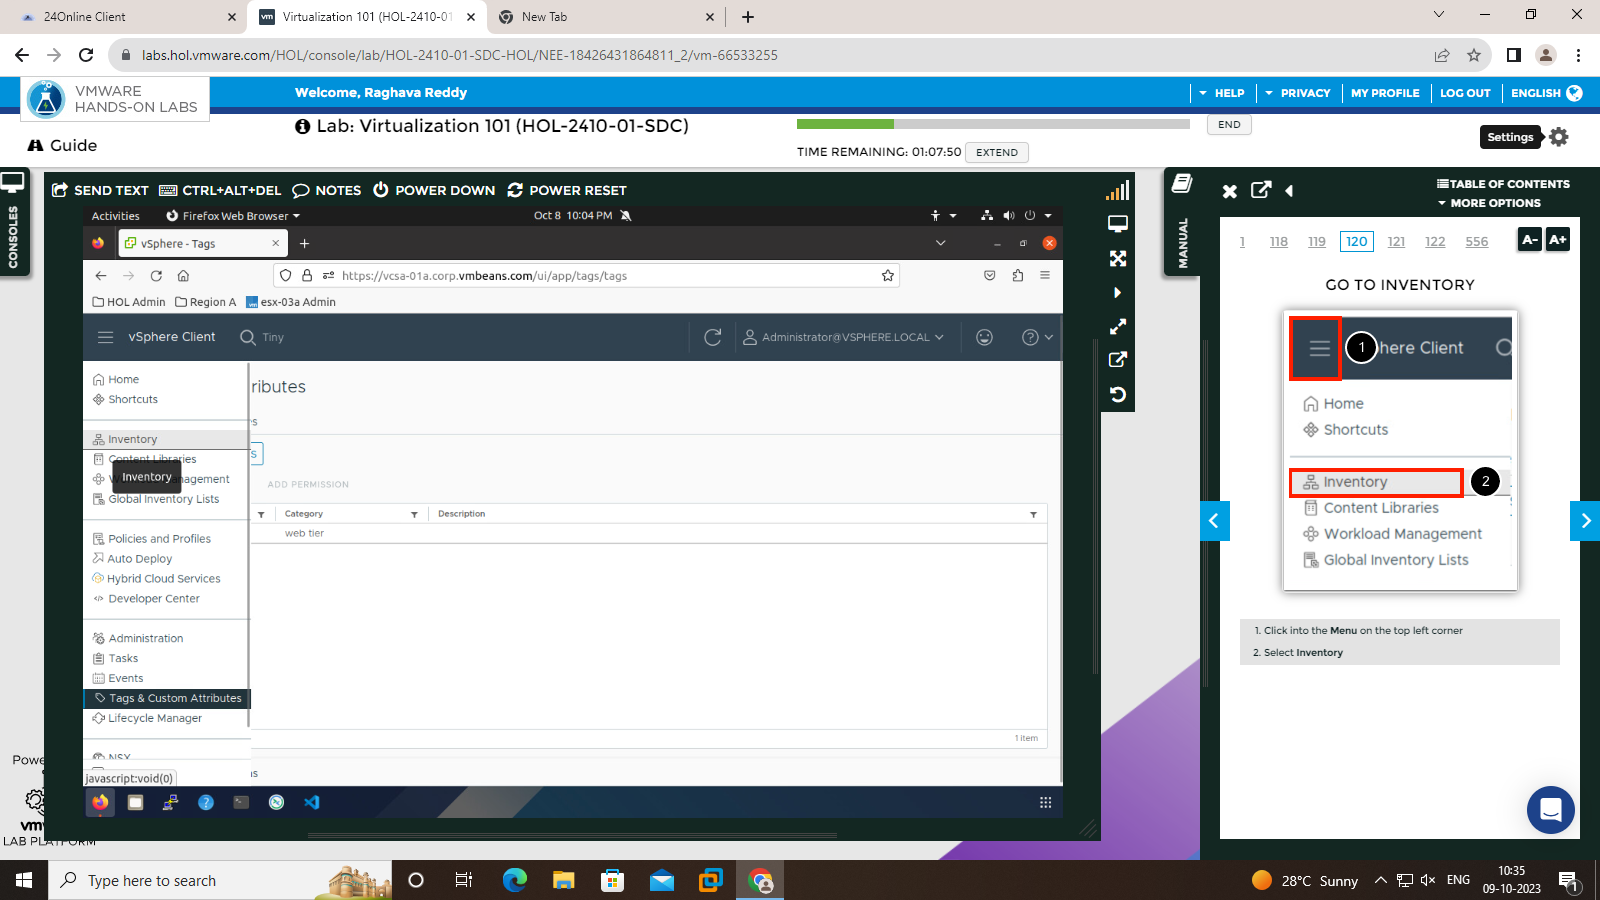 24Online Client
Virtualization 101 (HOL-2410-01
New Tab
labs.hol.vmware.com/HOL/console/lab/HOL-2410-01-SDC-HOL/NEE-18426431864811_2/vm-66533255
VMWARE
HANDS-ON LABS
Welcome, Raghava Reddy
HELP
PRIVACY
MY PROFILE
LOG OUT
ENGLISH
Guide
Lab: Virtualization 101 (HOL-2410-01-SDC)
END
TIME REMAINING: 01:07:50
EXTEND
Settings
CONSOLES
SEND TEXT
CTRL+ALT+DEL
NOTES
POWER DOWN
POWER RESET
Activities
Firefox Web Browser
Oct 8 10:04 PM
vSphere - Tags
https://vcsa-01a.corp.vmbeans.com/ui/app/tags/tags
HOL Admin
Region A
esx-03a Admin
vSphere Client
Tiny
Administrator@VSPHERE.LOCAL
Home
Shortcuts
Inventory
Content Libraries
W
agement
Inventory
Global Inventory Lists
Policies and Profiles
Auto Deploy
Hybrid Cloud Services
Developer Center
Administration
Tasks
Events
Tags & Custom Attributes
Lifecycle Manager
NSX
javascript:void(0)
ributes
s
S
ADD PERMISSION
Category
Description
web tier
1 item
ns
Powe
vmw
LAB PLATFORM
MANUAL
TABLE OF CONTENTS
MORE OPTIONS
1 118 119 120 121 122 556
A- A+
GO TO INVENTORY
1
here Client
Home
Shortcuts
Inventory
2
Content Libraries
Workload Management
Global Inventory Lists
1. Click into the Menu on the top left corner
2. Select Inventory
Type here to search
28°C Sunny
ENG
10:35
09-10-2023
1